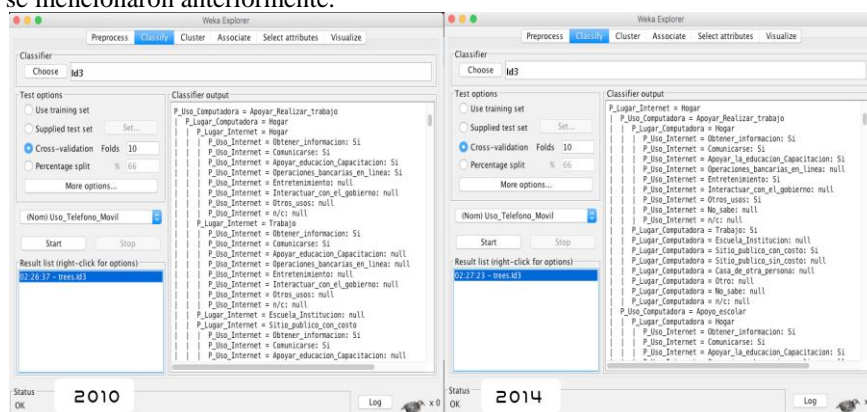 se mencionaron anteriormente.
Weka Explorer
Preprocess Classify Cluster Associate Select attributes Visualize
Classifier
Choose Id3
Test options
Use training set
Supplied test set Set...
Cross-validation Folds 10
Percentage split % 66
More options...
(Nom) Uso_Telefono_Movil
Start Stop
Result list (right-click for options)
02:26:37 - trees.Id3
Classifier output
P_Uso_Computadora = Apoyar_Realizar_trabajo
| P_Lugar_Computadora = Hogar
| | P_Lugar_Internet = Hogar
| | | P_Uso_Internet = Obtener_informacion: Si
| | | P_Uso_Internet = Comunicarse: Si
| | | P_Uso_Internet = Apoyar_educacion_Capacitacion: Si
| | | P_Uso_Internet = Operaciones_bancarias_en_linea: Si
| | | P_Uso_Internet = Entretenimiento: null
| | | P_Uso_Internet = Interactuar_con_el_gobierno: null
| | | P_Uso_Internet = Otros_usos: null
| | | P_Uso_Internet = n/c: null
| | P_Lugar_Internet = Trabajo
| | | P_Uso_Internet = Obtener_informacion: Si
| | | P_Uso_Internet = Comunicarse: Si
| | | P_Uso_Internet = Apoyar_educacion_Capacitacion: null
| | | P_Uso_Internet = Operaciones_bancarias_en_linea: null
| | | P_Uso_Internet = Entretenimiento: null
| | | P_Uso_Internet = Interactuar_con_el_gobierno: null
| | | P_Uso_Internet = Otros_usos: null
| | | P_Uso_Internet = n/c: null
| | P_Lugar_Internet = Escuela_Institucion: null
| | P_Lugar_Internet = Sitio_publico_con_costo
| | | P_Uso_Internet = Obtener_informacion: Si
| | | P_Uso_Internet = Comunicarse: Si
| | | P_Uso_Internet = Apoyar_educacion_Capacitacion: null
Status
OK
2010
Log x 0
Weka Explorer
Preprocess Classify Cluster Associate Select attributes Visualize
Classifier
Choose Id3
Test options
Use training set
Supplied test set Set...
Cross-validation Folds 10
Percentage split % 66
More options...
(Nom) Uso_Telefono_Movil
Start Stop
Result list (right-click for options)
02:27:23 - trees.Id3
Classifier output
P_Lugar_Internet = Hogar
| P_Uso_Computadora = Apoyar_Realizar_trabajo
| | P_Lugar_Computadora = Hogar
| | | P_Uso_Internet = Obtener_informacion: Si
| | | P_Uso_Internet = Comunicarse: Si
| | | P_Uso_Internet = Apoyar_la_educacion_Capacitacion: Si
| | | P_Uso_Internet = Operaciones_bancarias_en_linea: null
| | | P_Uso_Internet = Entretenimiento: Si
| | | P_Uso_Internet = Interactuar_con_el_gobierno: null
| | | P_Uso_Internet = Otros_usos: Si
| | | P_Uso_Internet = No_sabe: null
| | | P_Uso_Internet = n/c: null
| | P_Lugar_Computadora = Trabajo: Si
| | P_Lugar_Computadora = Escuela_Institucion: null
| | P_Lugar_Computadora = Sitio_publico_con_costo: Si
| | P_Lugar_Computadora = Sitio_publico_sin_costo: null
| | P_Lugar_Computadora = Casa_de_otra_persona: null
| | P_Lugar_Computadora = Otro: null
| | P_Lugar_Computadora = No_sabe: null
| | P_Lugar_Computadora = n/c: null
| P_Uso_Computadora = Apoyo_escolar
| | P_Lugar_Computadora = Hogar
| | | P_Uso_Internet = Obtener_informacion: Si
| | | P_Uso_Internet = Comunicarse: Si
| | | P_Uso_Internet = Apoyar_la_educacion_Capacitacion: Si
Status
OK
2014
Log